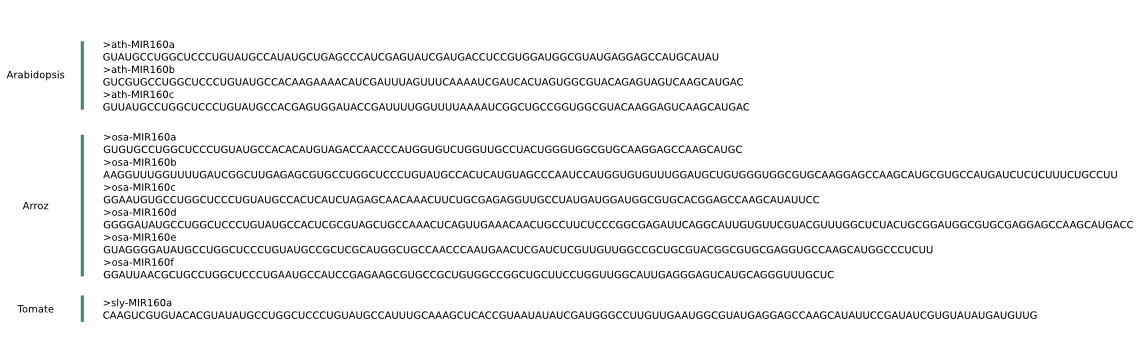 Arabidopsis
>ath-MIR160a
GUAUGCCUGGCUCCCUGUAUGCCAUAUGCUGAGCCCAUCGAGUAUCGAUGACCUCCGUGGAUGGCGUAUGAGGAGCCAUGCAUAU
>ath-MIR160b
GUCGUGCCUGGCUCCCUGUAUGCCACAAGAAAACAUCGAUUUAGUUUCAAAAUCGAUCACUAGUGGCGUACAGAGUAGUCAAGCAUGAC
>ath-MIR160c
GUUAUGCCUGGCUCCCUGUAUGCCACGAGUGGAUACCGAUUUUGGUUUUAAAAUCGGCUGCCGGUGGCGUACAAGGAGUCAAGCAUGAC
Arroz
>osa-MIR160a
GUGUGCCUGGCUCCCUGUAUGCCACACAUGUAGACCAACCCAUGGUGUCUGGUUGCCUACUGGGUGGCGUGCAAGGAGCCAAGCAUGC
>osa-MIR160b
AAGGUUUGGUUUUGAUCGGCUUGAGAGCGUGCCUGGCUCCCUGUAUGCCACUCAUGUAGCCCAAUCCAUGGUGUGUUUGGAUGCUGUGGGUGGCGUGCAAGGAGCCAAGCAUGCGUGCCAUGAUCUCUCUUUCUGCCUU
>osa-MIR160c
GGAAUGUGCCUGGCUCCCUGUAUGCCACUCAUCUAGAGCAACAAACUUCUGCGAGAGGUUGCCUAUGAUGGAUGGCGUGCACGGAGCCAAGCAUAUUCC
>osa-MIR160d
GGGGAUAUGCCUGGCUCCCUGUAUGCCACUCGCGUAGCUGCCAAACUCAGUUGAAACAACUGCCUUCUCCCGGCGAGAUUCAGGCAUUGUGUUCGUACGUUUGGCUCUACUGCGGAUGGCGUGCGAGGAGCCAAGCAUGACC
>osa-MIR160e
GUAGGGGAUAUGCCUGGCUCCCUGUAUGCCGCUCGCAUGGCUGCCAACCCAAUGAACUCGAUCUCGUUGUUGGCCGCUGCGUACGGCGUGCGAGGUGCCAAGCAUGGCCCUCUU
>osa-MIR160f
GGAUUAACGCUGCCUGGCUCCCUGAAUGCCAUCCGAGAAGCGUGCCGCUGUGGCCGGCUGCUUCCUGGUUGGCAUUGAGGGAGUCAUGCAGGGUUUGCUC
Tomate
>sly-MIR160a
CAAGUCGUGUACACGUAUAUGCCUGGCUCCCUGUAUGCCAUUUGCAAAGCUCACCGUAAUAUAUCGAUGGGCCUUGUUGAAUGGCGUAUGAGGAGCCAAGCAUAUUCCGAUAUCGUGUAUAUGAUGUUG